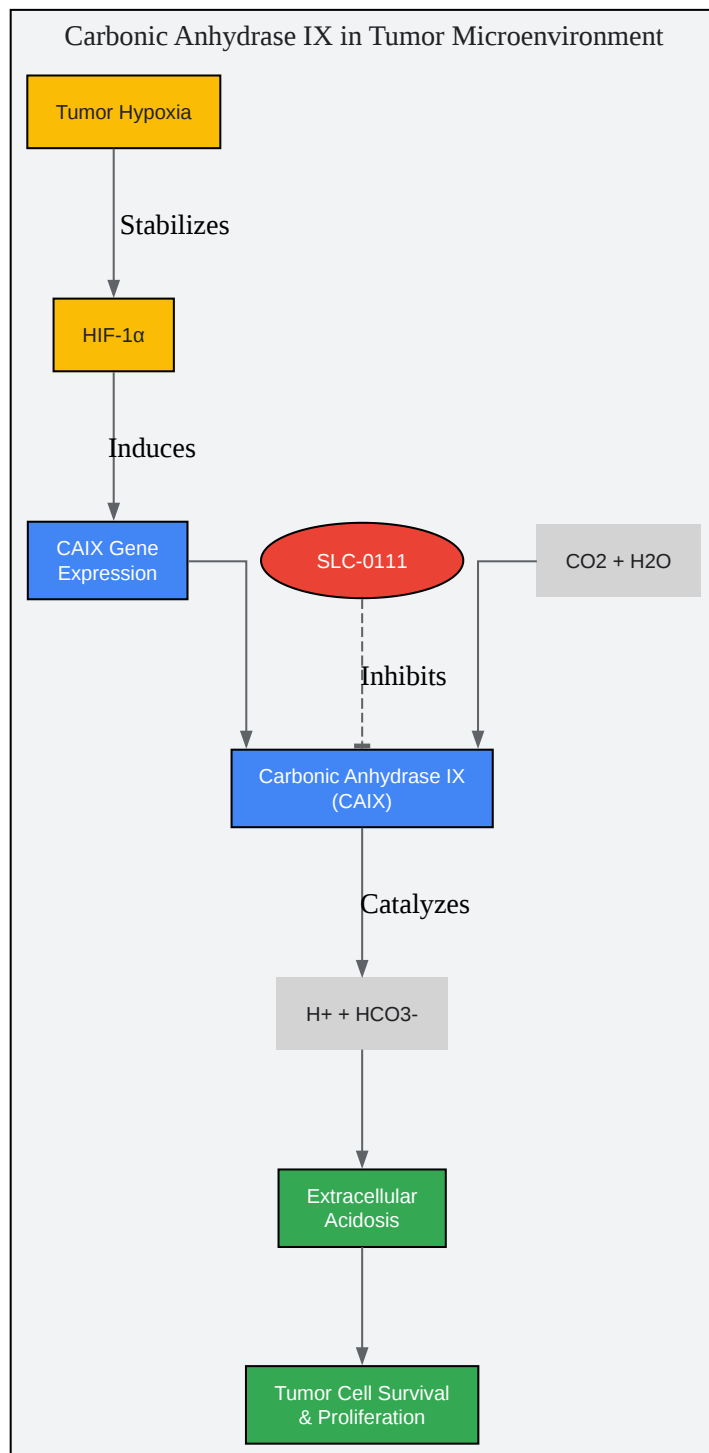 Carbonic Anhydrase IX in Tumor Microenvironment
Tumor Hypoxia
Stabilizes
HIF-1α
Induces
CAIX Gene
Expression
SLC-0111
CO2 + H2O
Inhibits
Carbonic Anhydrase IX
(CAIX)
Catalyzes
H+ + HCO3-
Extracellular
Acidosis
Tumor Cell Survival
& Proliferation